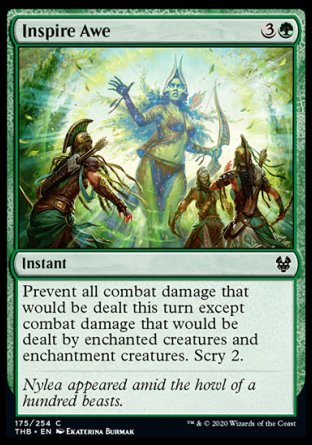 Inspire Awe 3
Instant
Prevent all combat damage that
would be dealt this turn except
combat damage that would be
dealt by enchanted creatures and
enchantment creatures. Scry 2.
Nylea appeared amid the howl of a
hundred beasts.
175/254 C
THB • EN Ekaterina Burmak
™ & © 2020 Wizards of the Coast